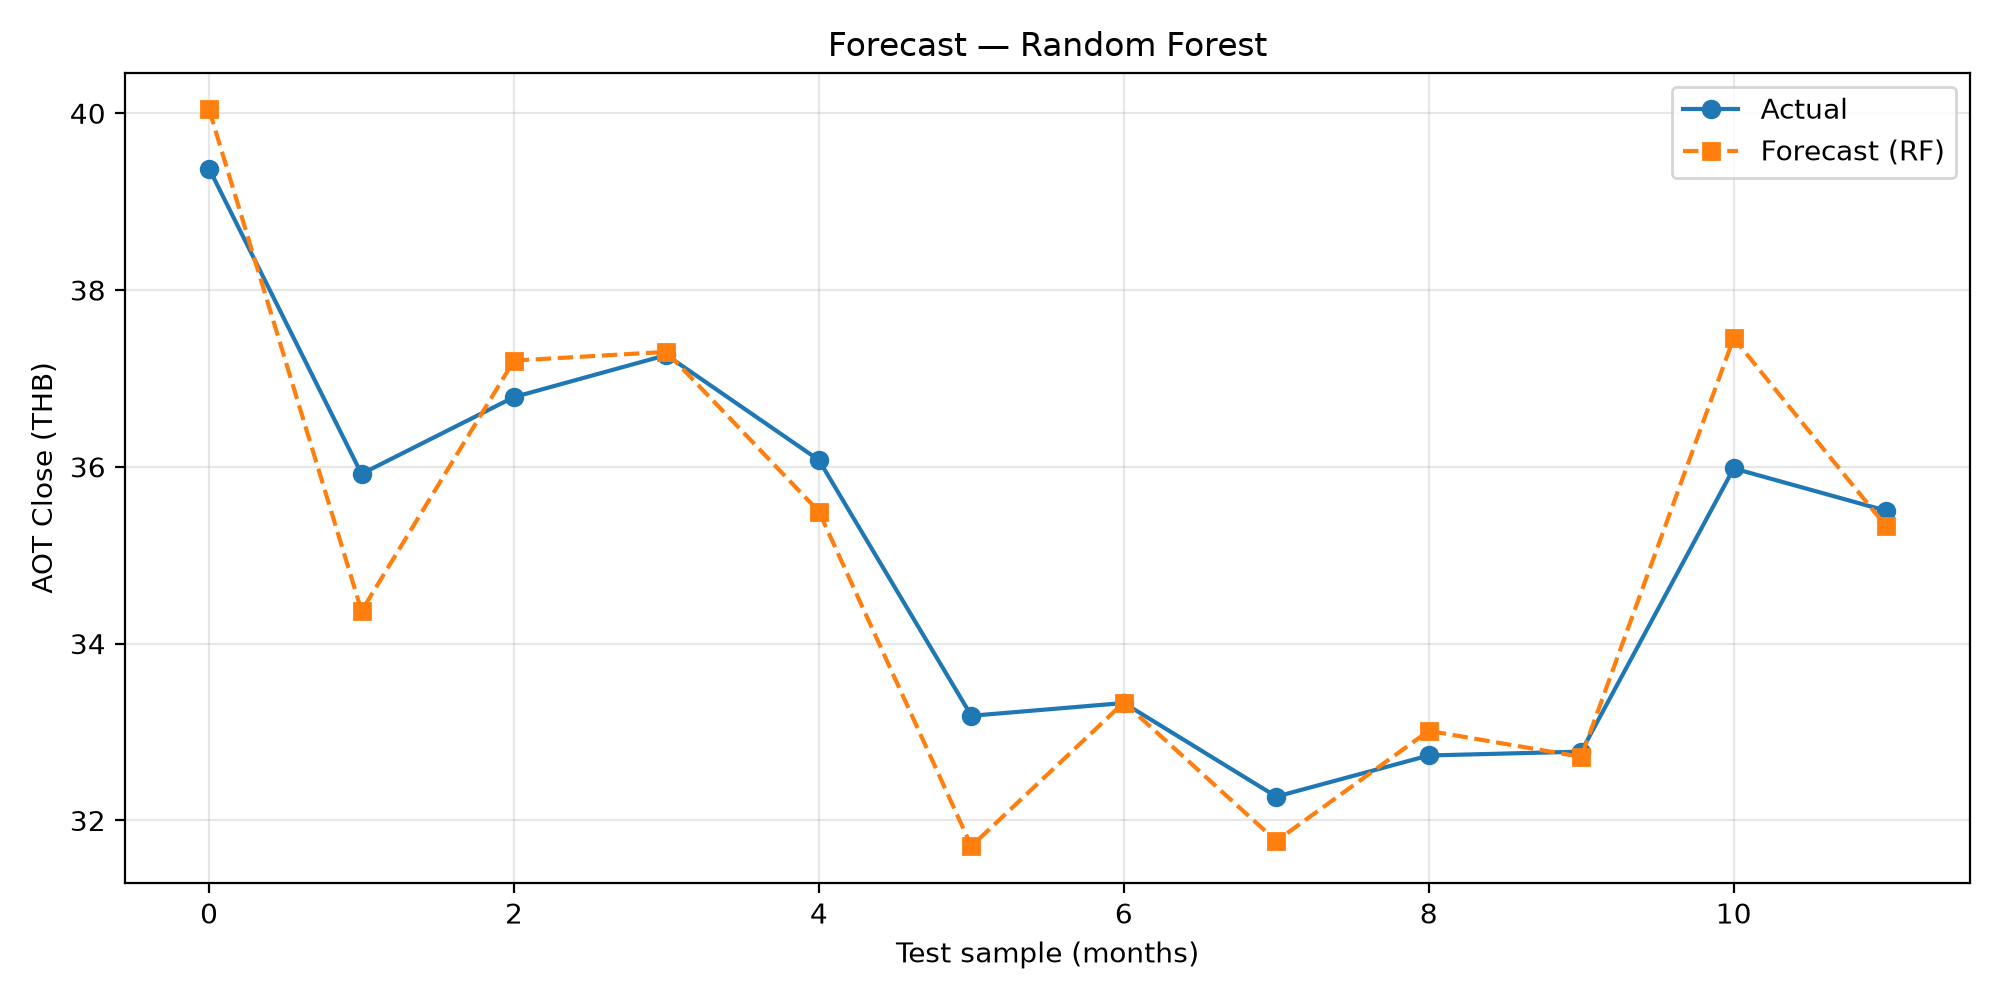 Forecast — Random Forest
Actual
Forecast (RF)
40
38
36
34
32
AOT Close (THB)
0 2 4 6 8 10
Test sample (months)